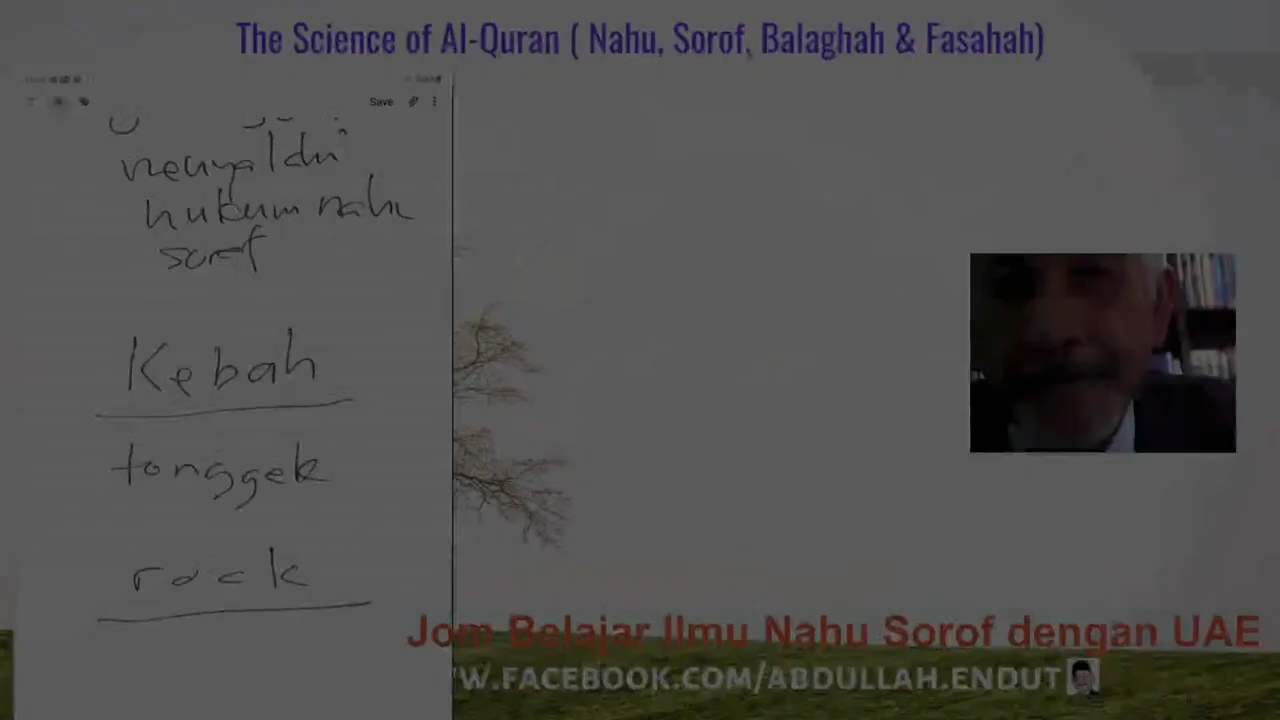 The Science of Al-Quran ( Nahu, Sorof, Balaghah & Fasahah)
Save
hukum nahu
sorof
Kebah
tonggek
rock
Jom Belajar Ilmu Nahu Sorof dengan UAE
W.FACEBOOK.COM/ABDULLAH.ENDUT